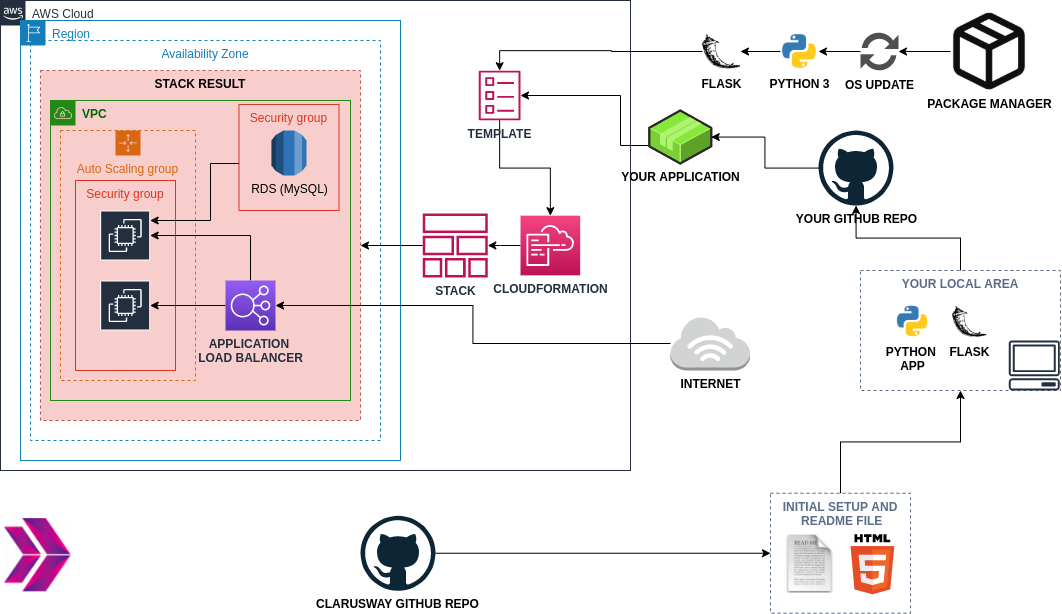 aws
AWS Cloud
Region
Availability Zone
STACK RESULT
VPC
Security group
RDS (MySQL)
Auto Scaling group
Security group
APPLICATION
LOAD BALANCER
TEMPLATE
STACK
CLOUDFORMATION
FLASK
PYTHON 3
OS UPDATE
PACKAGE MANAGER
YOUR APPLICATION
YOUR GITHUB REPO
INTERNET
YOUR LOCAL AREA
PYTHON
APP
FLASK
INITIAL SETUP AND
README FILE
READ ME
HTML
5
CLARUSWAY GITHUB REPO